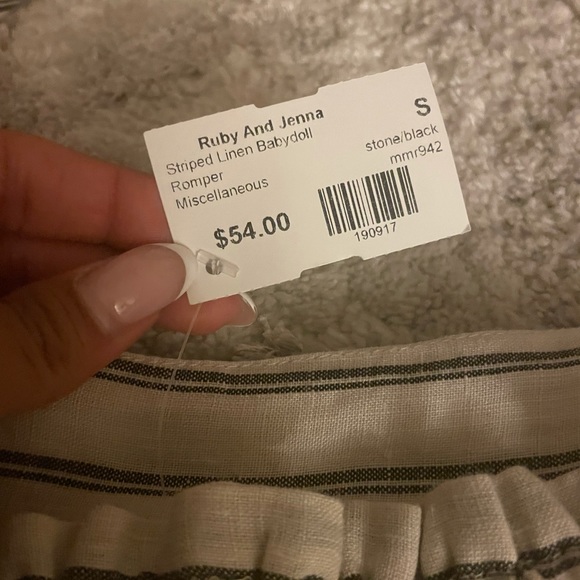 Ruby And Jenna
S
Striped Linen Babydoll
stone/black
Romper
mmr942
Miscellaneous
$54.00
190917